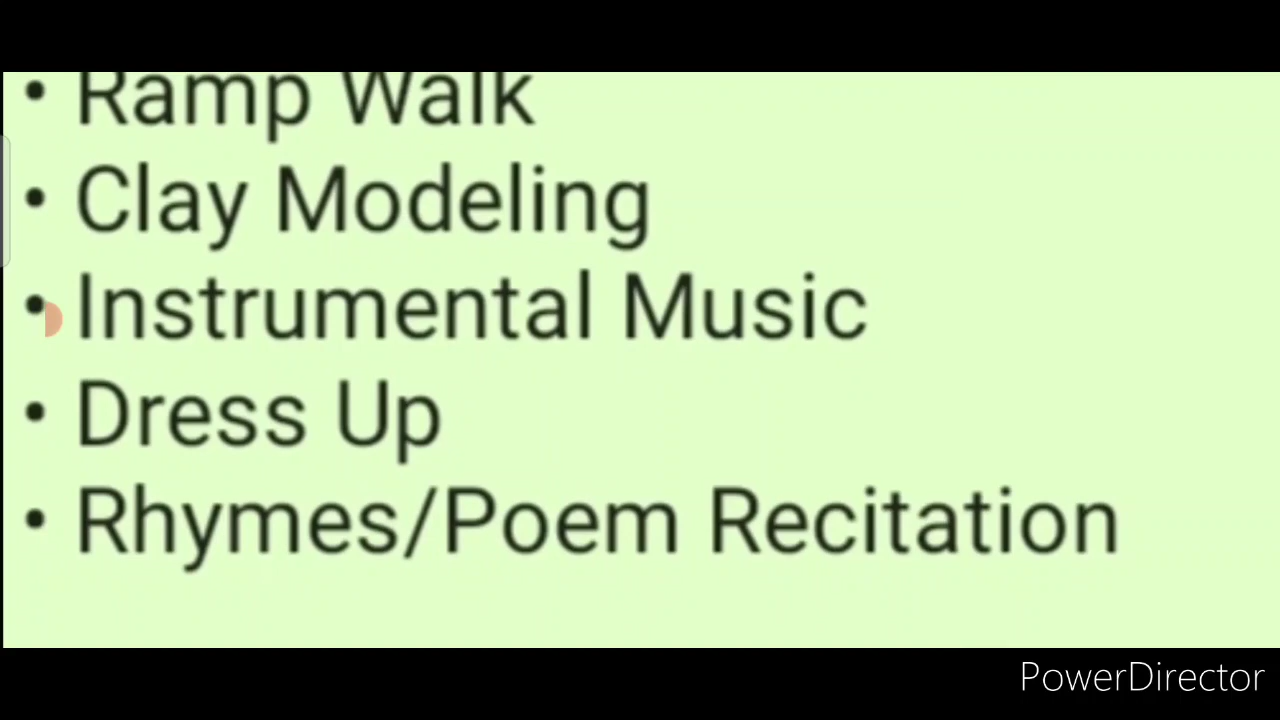 • Ramp Walk
• Clay Modeling
• Instrumental Music
• Dress Up
• Rhymes/Poem Recitation
PowerDirector